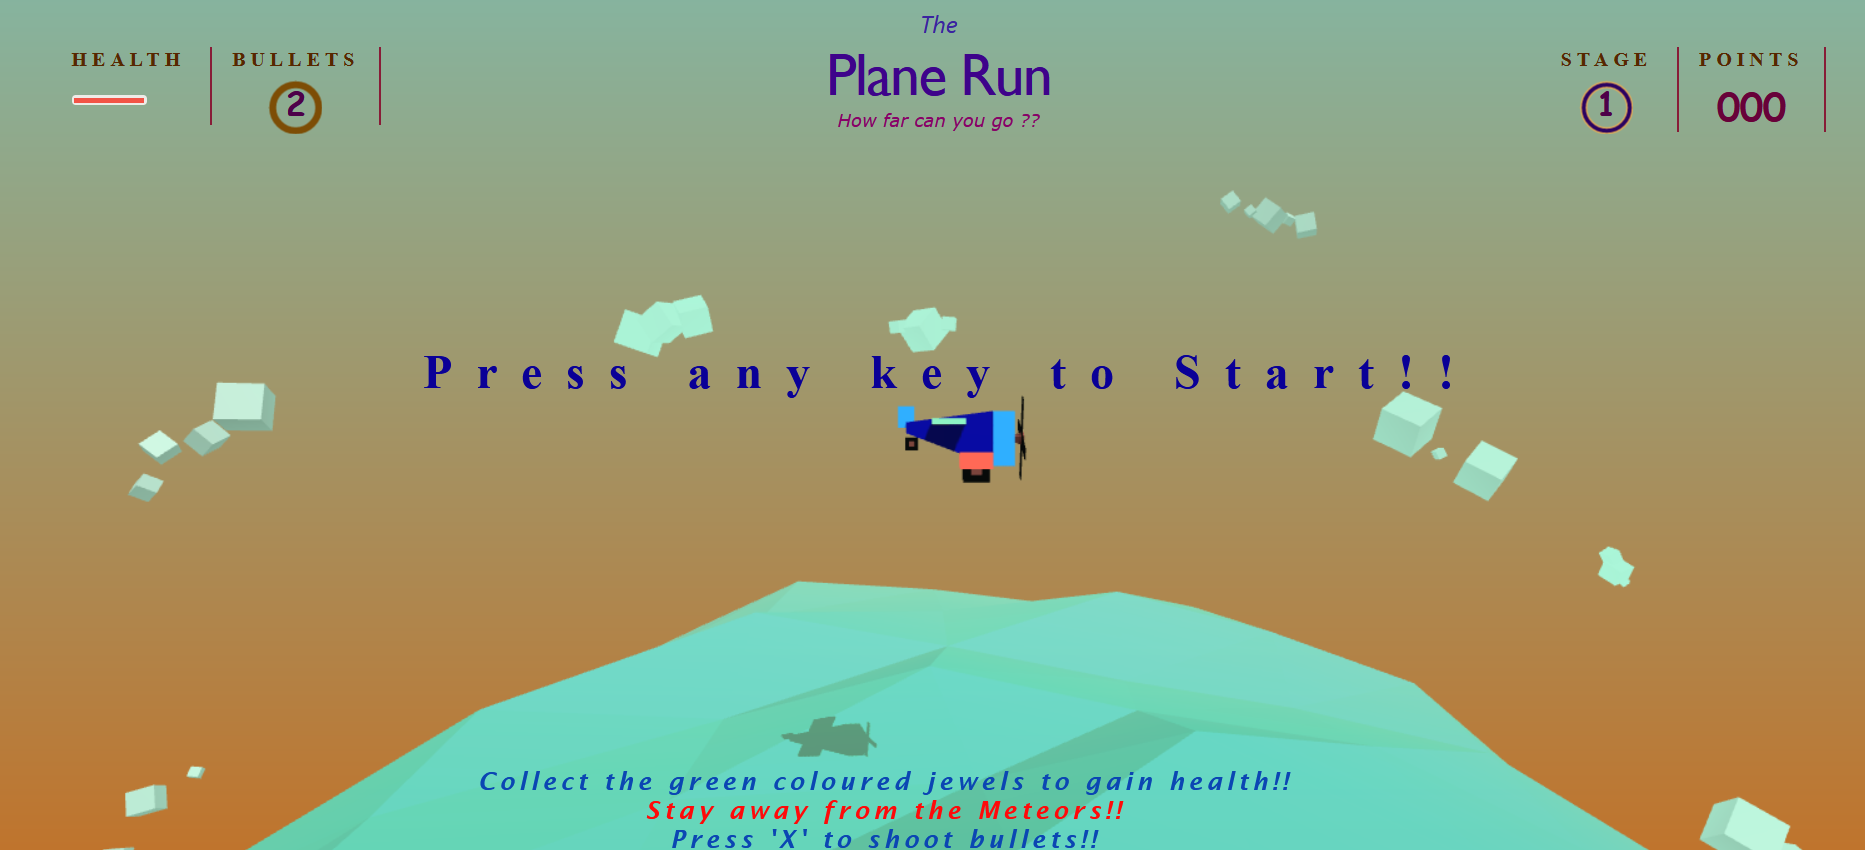 The
HEALTH
BULLETS
Plane Run
STAGE
POINTS
2
1
000
How far can you go ??
Press any key to Start!!
Collect the green coloured jewels to gain health!!
Stay away from the Meteors!!
Press 'X' to shoot bullets!!